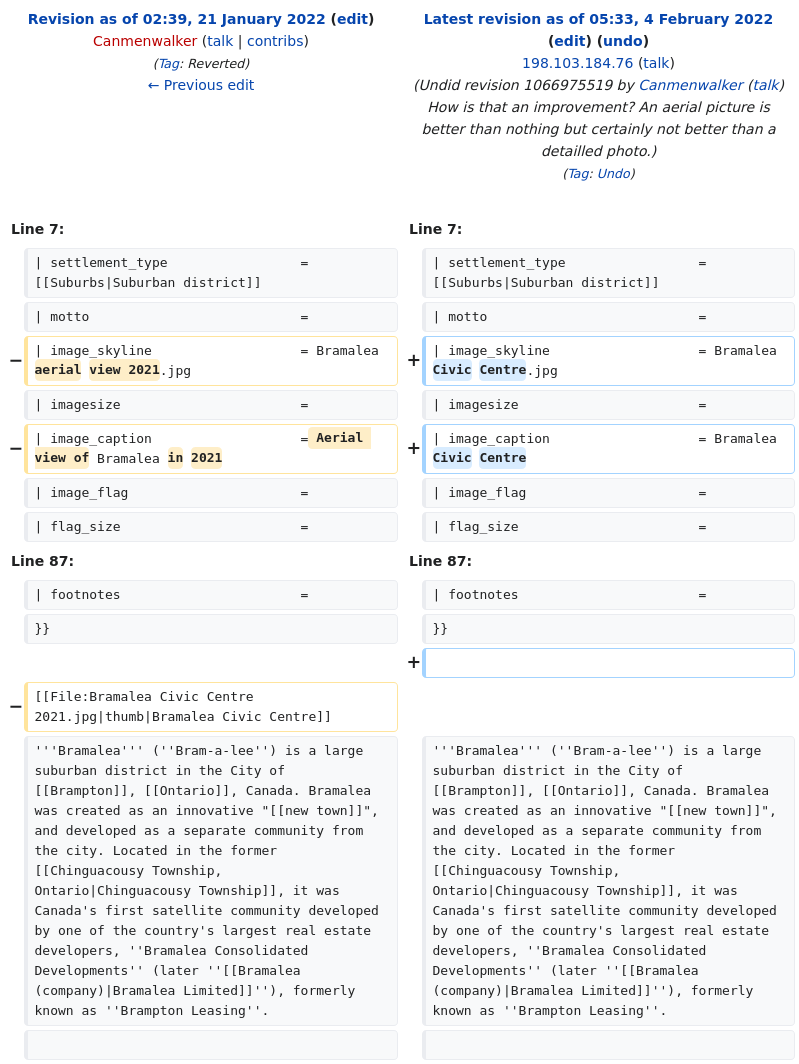 Revision as of 02:39, 21 January 2022 (edit)
Canmenwalker (talk | contribs)
(Tag: Reverted)
← Previous edit
Latest revision as of 05:33, 4 February 2022
(edit) (undo)
198.103.184.76 (talk)
(Undid revision 1066975519 by Canmenwalker (talk)
How is that an improvement? An aerial picture is
better than nothing but certainly not better than a
detailled photo.)
(Tag: Undo)
Line 7:
Line 7:
| settlement_type                 =
[[Suburbs|Suburban district]]
| settlement_type                 =
[[Suburbs|Suburban district]]
| motto                           =
| motto                           =
− | image_skyline                   = Bramalea
aerial view 2021.jpg
+ | image_skyline                   = Bramalea
Civic Centre.jpg
| imagesize                       =
| imagesize                       =
− | image_caption                   = Aerial
view of Bramalea in 2021
+ | image_caption                   = Bramalea
Civic Centre
| image_flag                      =
| image_flag                      =
| flag_size                       =
| flag_size                       =
Line 87:
Line 87:
| footnotes                       =
| footnotes                       =
}}
}}
+
− [[File:Bramalea Civic Centre
2021.jpg|thumb|Bramalea Civic Centre]]
'''Bramalea''' (''Bram-a-lee'') is a large
suburban district in the City of
[[Brampton]], [[Ontario]], Canada. Bramalea
was created as an innovative "[[new town]]",
and developed as a separate community from
the city. Located in the former
[[Chinguacousy Township,
Ontario|Chinguacousy Township]], it was
Canada's first satellite community developed
by one of the country's largest real estate
developers, ''Bramalea Consolidated
Developments'' (later ''[[Bramalea
(company)|Bramalea Limited]]''), formerly
known as ''Brampton Leasing''.
'''Bramalea''' (''Bram-a-lee'') is a large
suburban district in the City of
[[Brampton]], [[Ontario]], Canada. Bramalea
was created as an innovative "[[new town]]",
and developed as a separate community from
the city. Located in the former
[[Chinguacousy Township,
Ontario|Chinguacousy Township]], it was
Canada's first satellite community developed
by one of the country's largest real estate
developers, ''Bramalea Consolidated
Developments'' (later ''[[Bramalea
(company)|Bramalea Limited]]''), formerly
known as ''Brampton Leasing''.